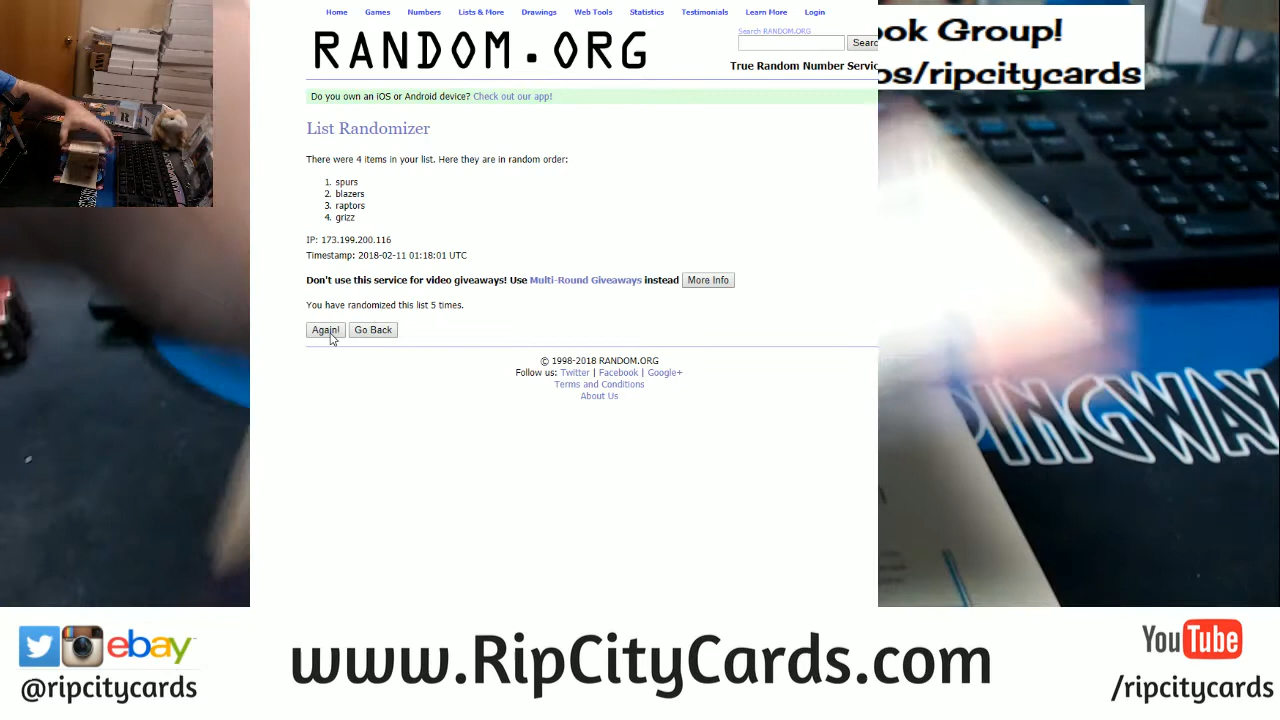 Home Games Numbers Lists & More Drawings Web Tools Statistics Testimonials Learn More Login
RANDOM.ORG
Search RANDOM.ORG
True Random Number
Do you own an iOS or Android device? Check out our app!
List Randomizer
There were 4 items in your list. Here they are in random order:
1. spurs
2. blazers
3. raptors
4. grizz
IP: 173.199.200.116
Timestamp: 2018-02-11 01:18:01 UTC
Don't use this service for video giveaways! Use Multi-Round Giveaways instead More Info
You have randomized this list 5 times.
Again! Go Back
© 1998-2018 RANDOM.ORG
Follow us: Twitter | Facebook | Google+
Terms and Conditions
About Us
ook Group!
ps/ripcitycards
PINGWAY
ebay
@ripcitycards
www.RipCityCards.com
YouTube
/ripcitycards